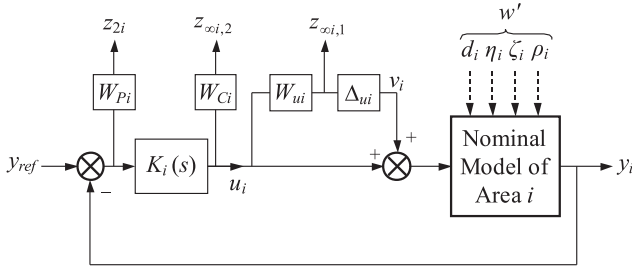 w′
z2i z∞i,2 z∞i,1
di ηi ζi ρi
WPi WCi Wui Δui vi
+
yref Ki(s) + Nominal Model of Area i yi
−
ui